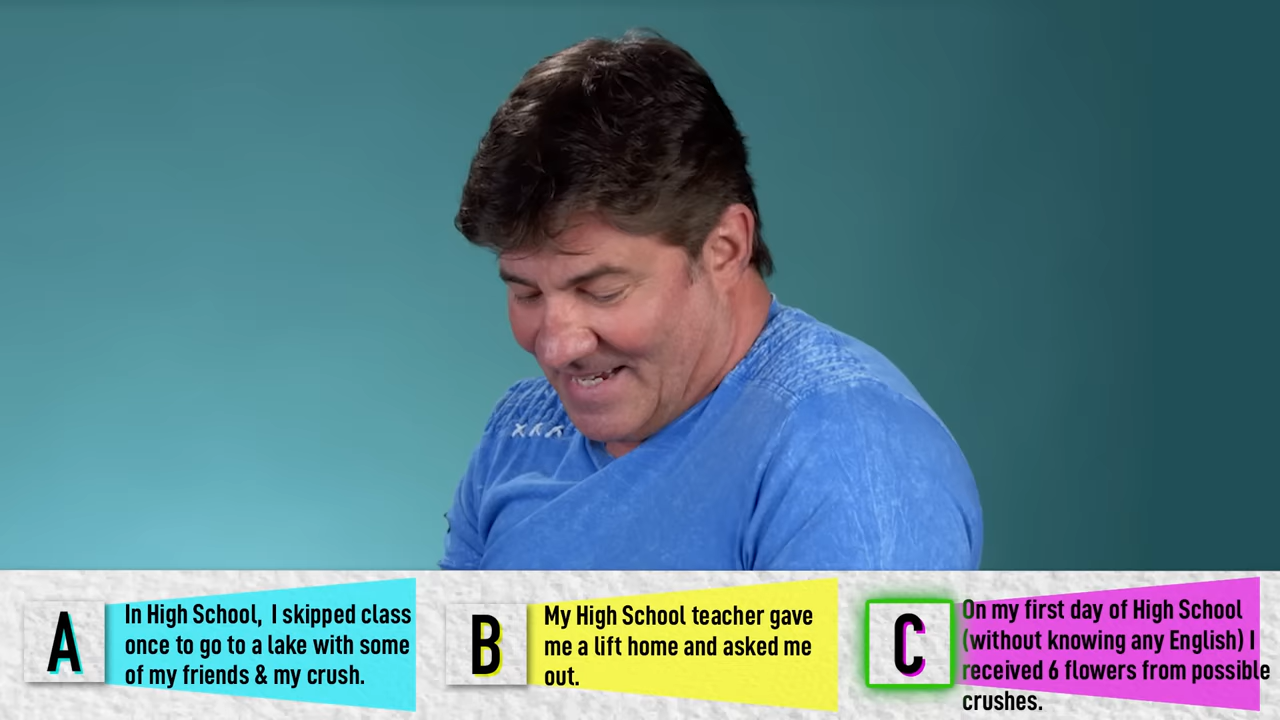 A
In High School, I skipped class
once to go to a lake with some
of my friends & my crush.
B
My High School teacher gave
me a lift home and asked me
out.
C
On my first day of High School
(without knowing any English) I
received 6 flowers from possible
crushes.